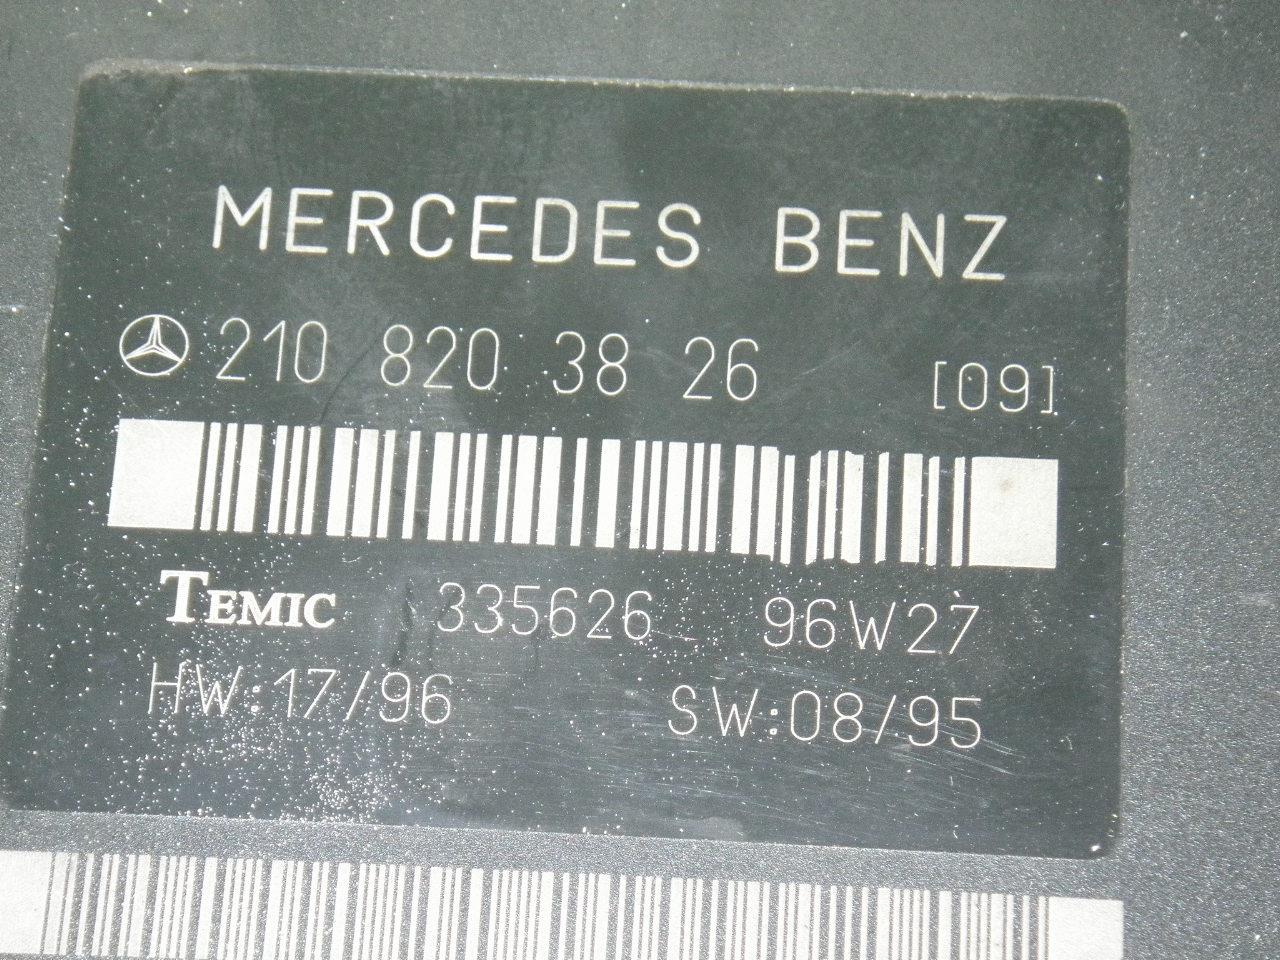 MERCEDES BENZ
210 820 38 26 [09]
TEMIC 335626 96W27
HW:17/96 SW:08/95